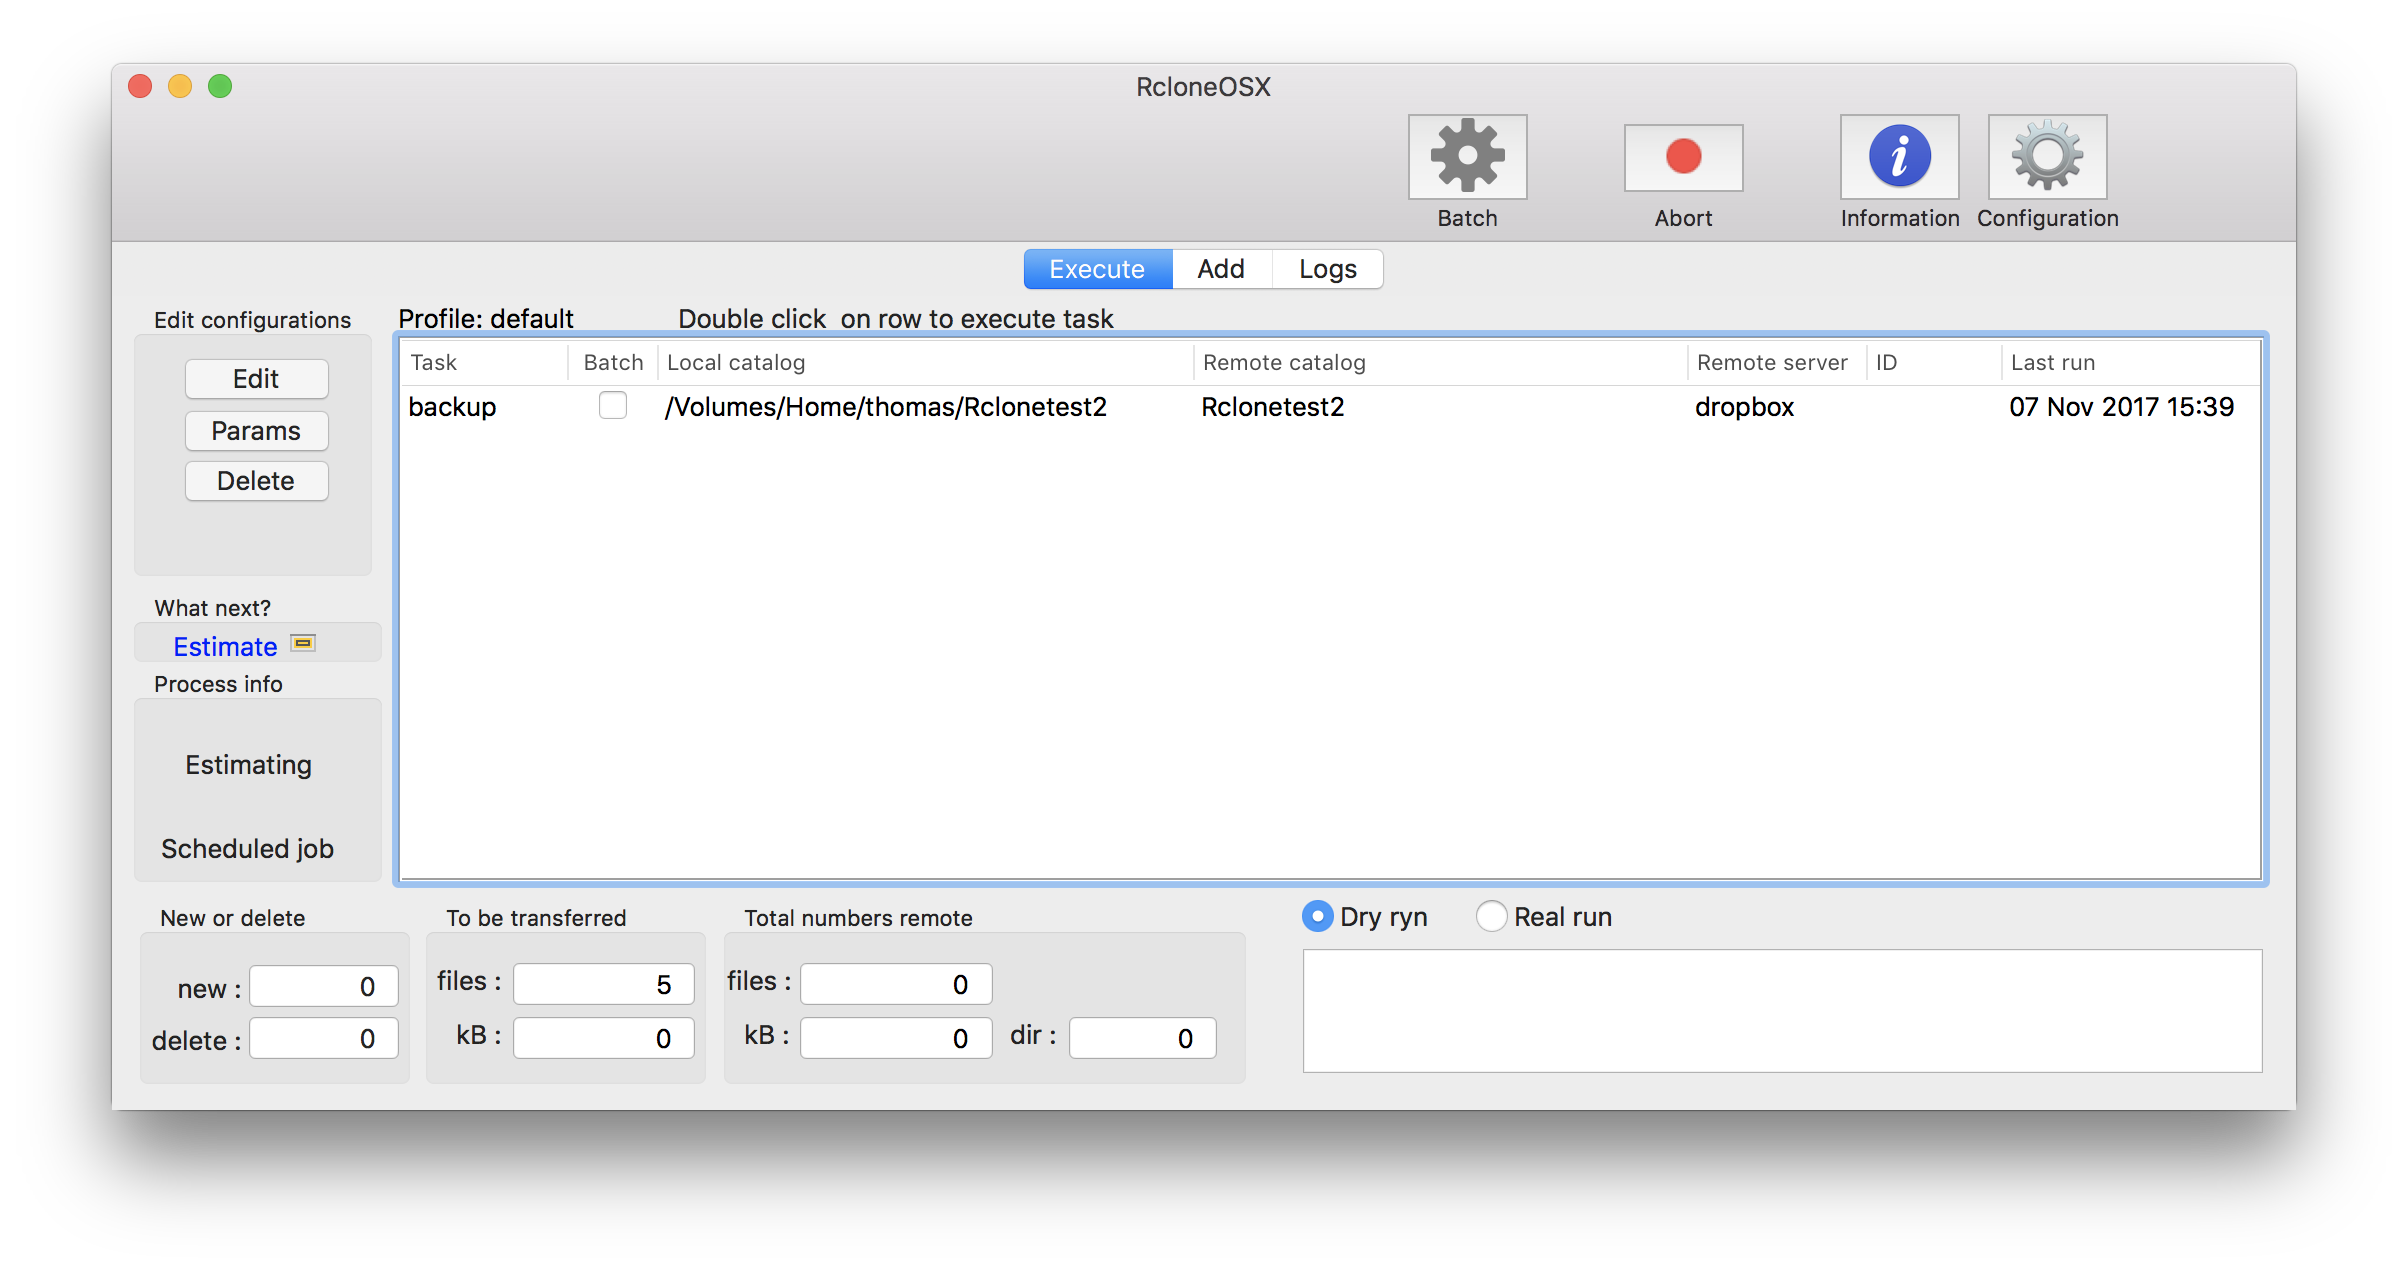 RcloneOSX
Batch
Abort
Information
Configuration
Execute
Add
Logs
Edit configurations
Edit
Params
Delete
What next?
Estimate
Process info
Estimating
Scheduled job
Profile: default
Double click  on row to execute task
Task Batch Local catalog Remote catalog Remote server ID Last run
backup /Volumes/Home/thomas/Rclonetest2 Rclonetest2 dropbox 07 Nov 2017 15:39
New or delete
new : 0
delete : 0
To be transferred
files : 5
kB : 0
Total numbers remote
files : 0
kB : 0 dir : 0
Dry ryn
Real run